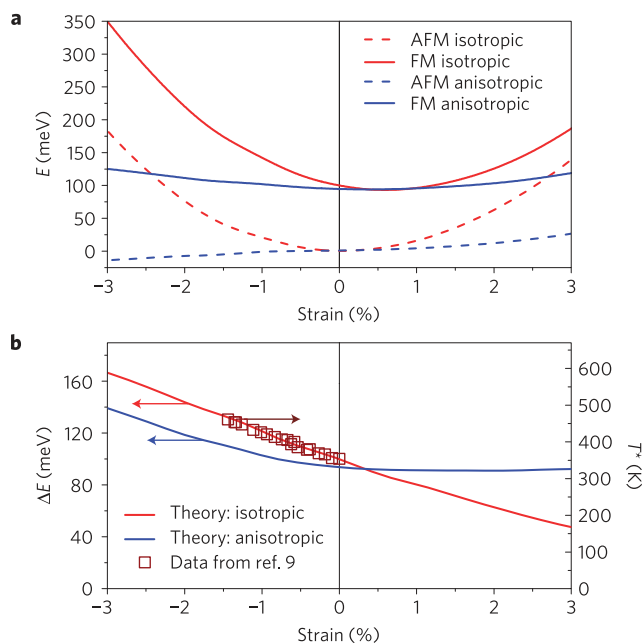 a
350
300
250
200
150
100
50
0
E (meV)
AFM isotropic
FM isotropic
AFM anisotropic
FM anisotropic
−3 −2 −1 0 1 2 3
Strain (%)
b
160
120
80
40
0
ΔE (meV)
600
500
400
300
200
100
0
T* (K)
Theory: isotropic
Theory: anisotropic
Data from ref. 9
−3 −2 −1 0 1 2 3
Strain (%)